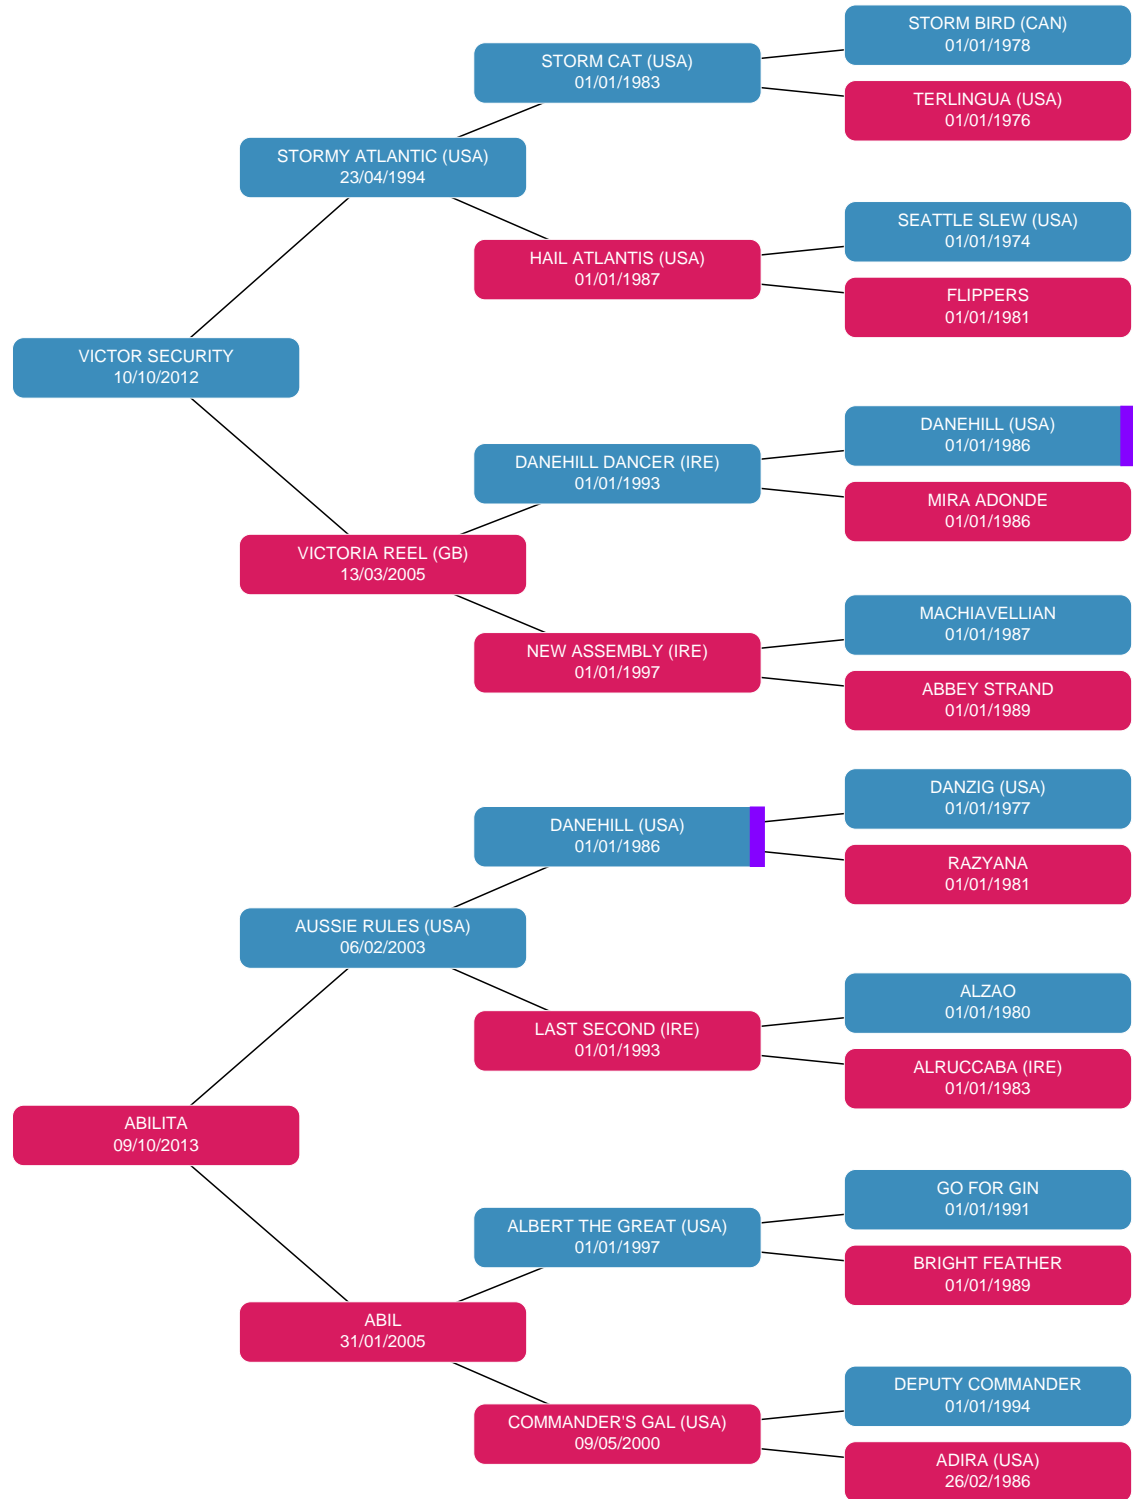 STORM BIRD (CAN)
01/01/1978
STORM CAT (USA)
01/01/1983
TERLINGUA (USA)
01/01/1976
STORMY ATLANTIC (USA)
23/04/1994
SEATTLE SLEW (USA)
01/01/1974
HAIL ATLANTIS (USA)
01/01/1987
FLIPPERS
01/01/1981
VICTOR SECURITY
10/10/2012
DANEHILL (USA)
01/01/1986
DANEHILL DANCER (IRE)
01/01/1993
MIRA ADONDE
01/01/1986
VICTORIA REEL (GB)
13/03/2005
MACHIAVELLIAN
01/01/1987
NEW ASSEMBLY (IRE)
01/01/1997
ABBEY STRAND
01/01/1989
DANZIG (USA)
01/01/1977
DANEHILL (USA)
01/01/1986
RAZYANA
01/01/1981
AUSSIE RULES (USA)
06/02/2003
ALZAO
01/01/1980
LAST SECOND (IRE)
01/01/1993
ALRUCCABA (IRE)
01/01/1983
ABILITA
09/10/2013
GO FOR GIN
01/01/1991
ALBERT THE GREAT (USA)
01/01/1997
BRIGHT FEATHER
01/01/1989
ABIL
31/01/2005
DEPUTY COMMANDER
01/01/1994
COMMANDER'S GAL (USA)
09/05/2000
ADIRA (USA)
26/02/1986